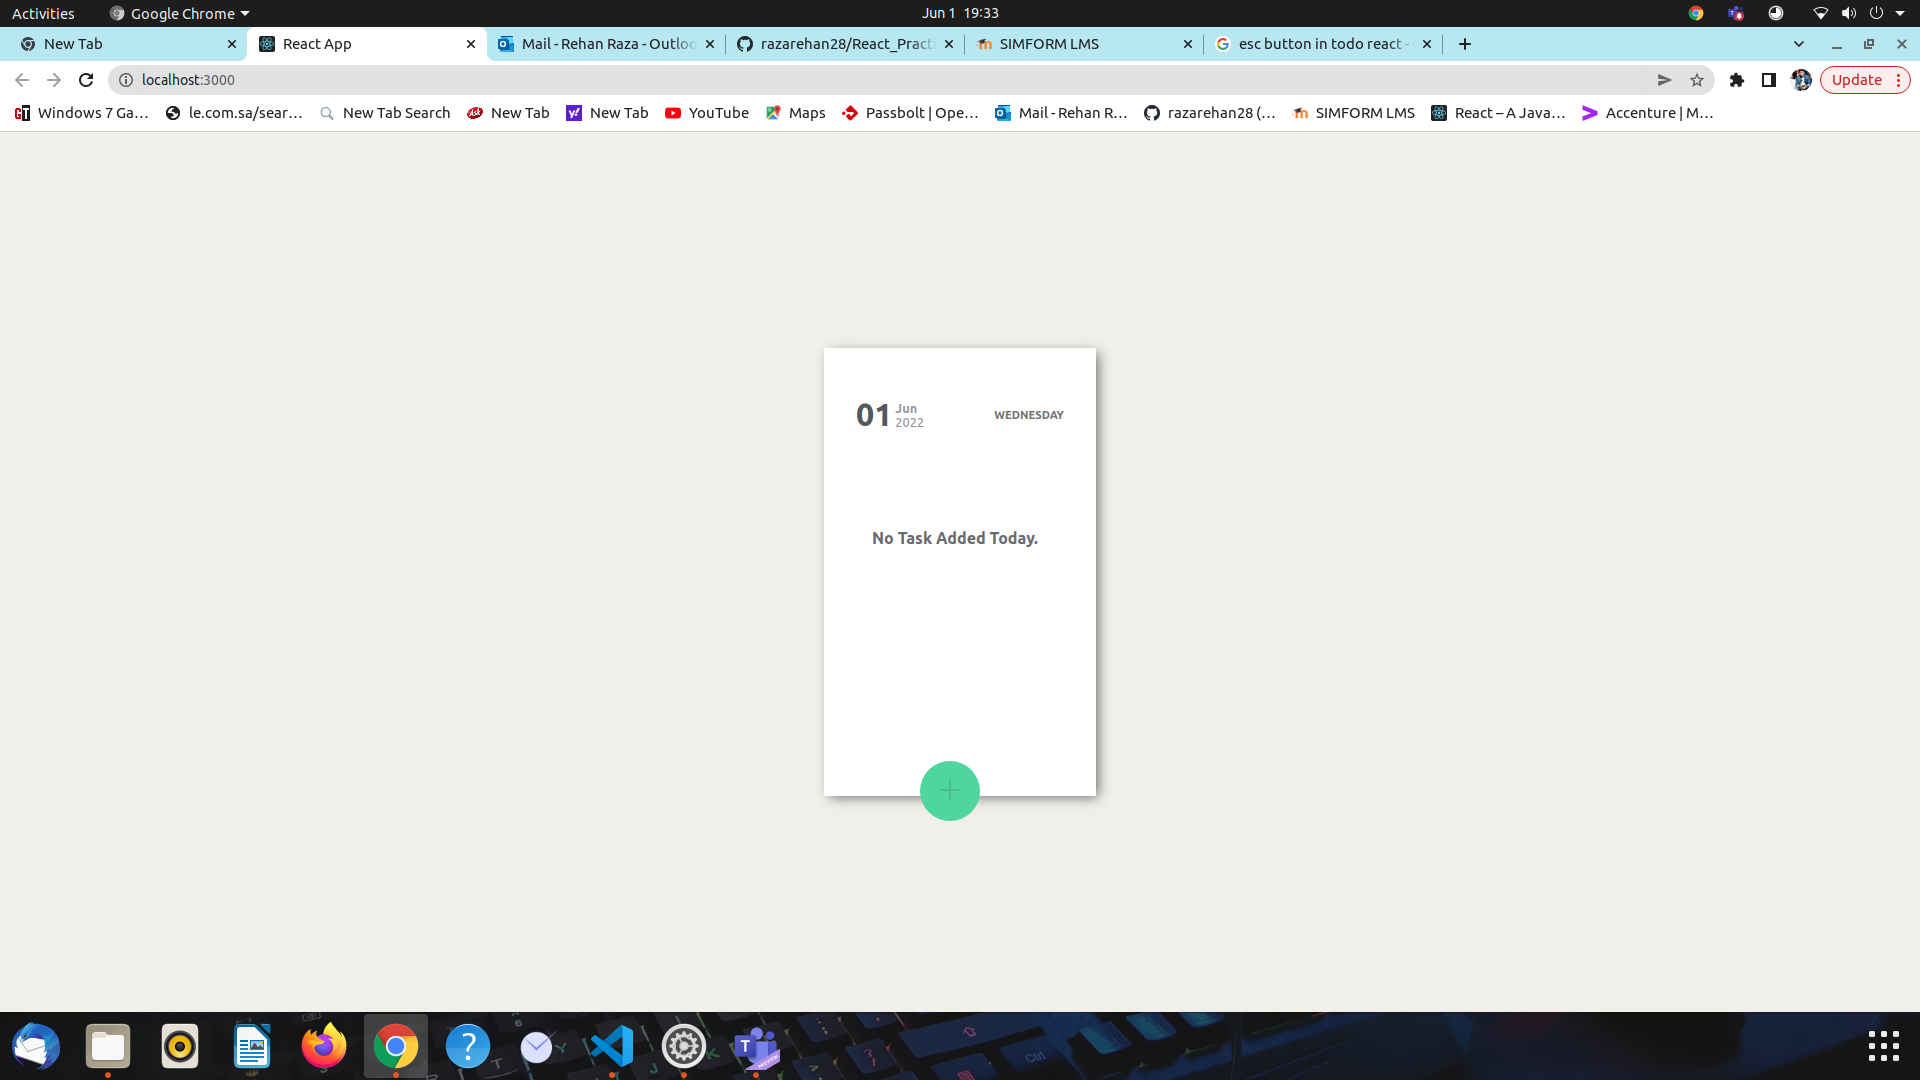 Activities Google Chrome Jun 1 19:33
New Tab React App Mail - Rehan Raza - Outloo razarehan28/React_Practi SIMFORM LMS esc button in todo react -
localhost:3000 Update
Windows 7 Ga… le.com.sa/sear… New Tab Search New Tab New Tab YouTube Maps Passbolt | Ope… Mail - Rehan R… razarehan28 (… SIMFORM LMS React – A Java… Accenture | M…
01 Jun 2022 WEDNESDAY
No Task Added Today.